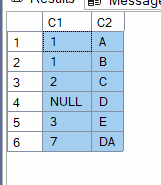 Results Message
C1 C2
1 1 A
2 1 B
3 2 C
4 NULL D
5 3 E
6 7 DA